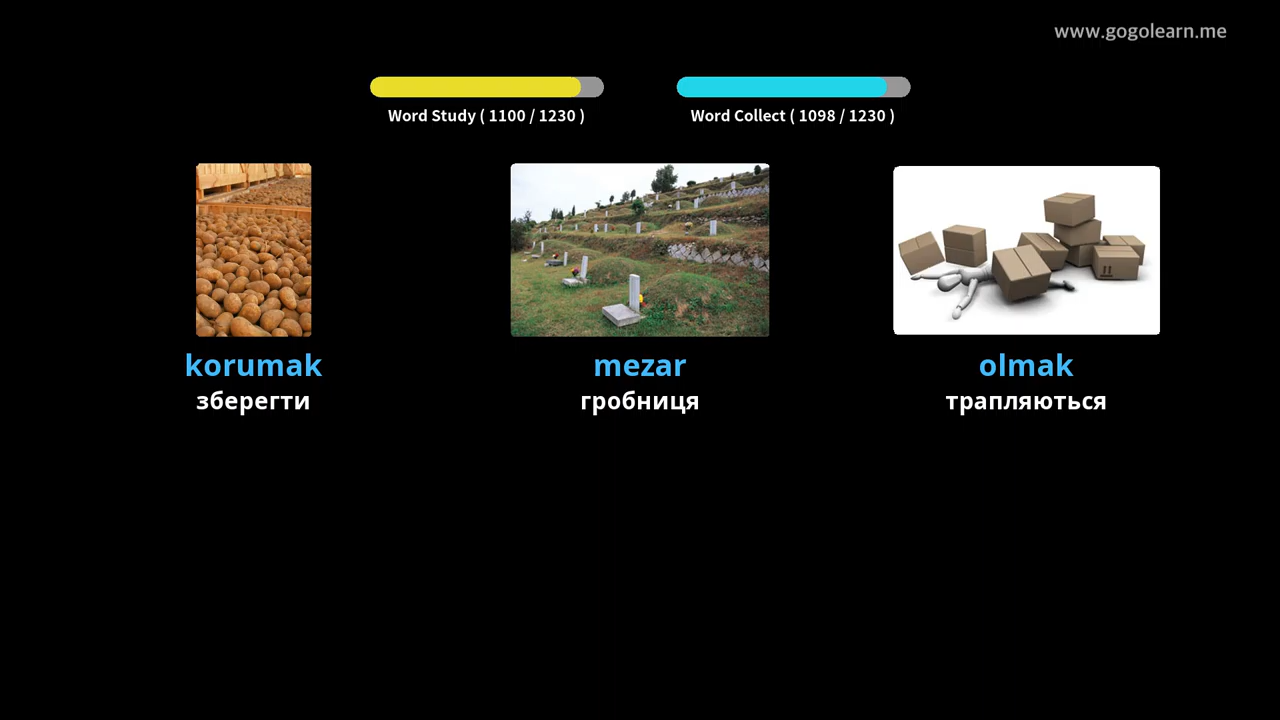 www.gogolearn.me
Word Study ( 1100 / 1230 )
Word Collect ( 1098 / 1230 )
korumak
зберегти
mezar
гробниця
olmak
трапляються